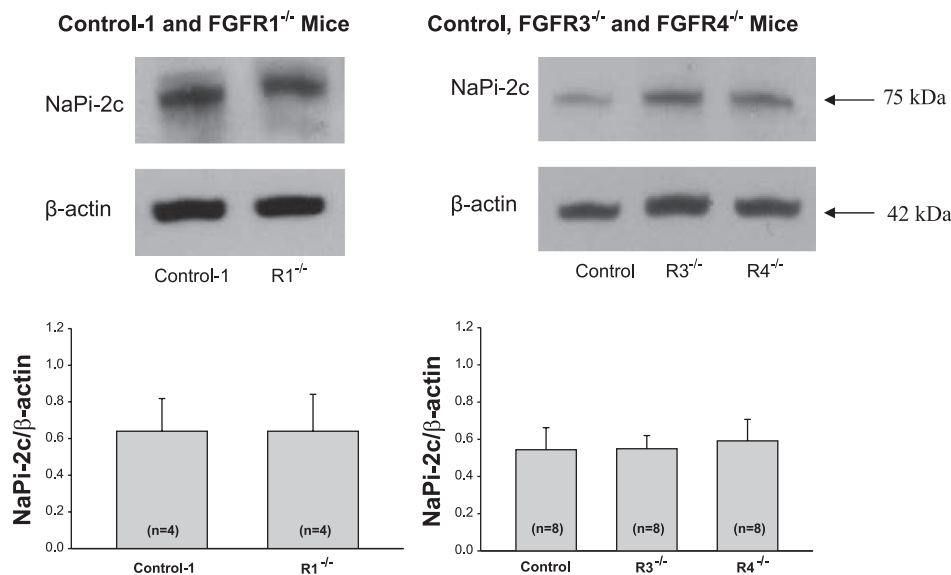 Control-1 and FGFR1-/- Mice
NaPi-2c
β-actin
Control-1 R1-/-
NaPi-2c/β-actin
1.2
1.0
0.8
0.6
0.4
0.2
0.0
(n=4) (n=4)
Control-1 R1-/-
Control, FGFR3-/- and FGFR4-/- Mice
NaPi-2c
75 kDa
β-actin
42 kDa
Control R3-/- R4-/-
NaPi-2c/β-actin
1.2
1.0
0.8
0.6
0.4
0.2
0.0
(n=8) (n=8) (n=8)
Control R3-/- R4-/-